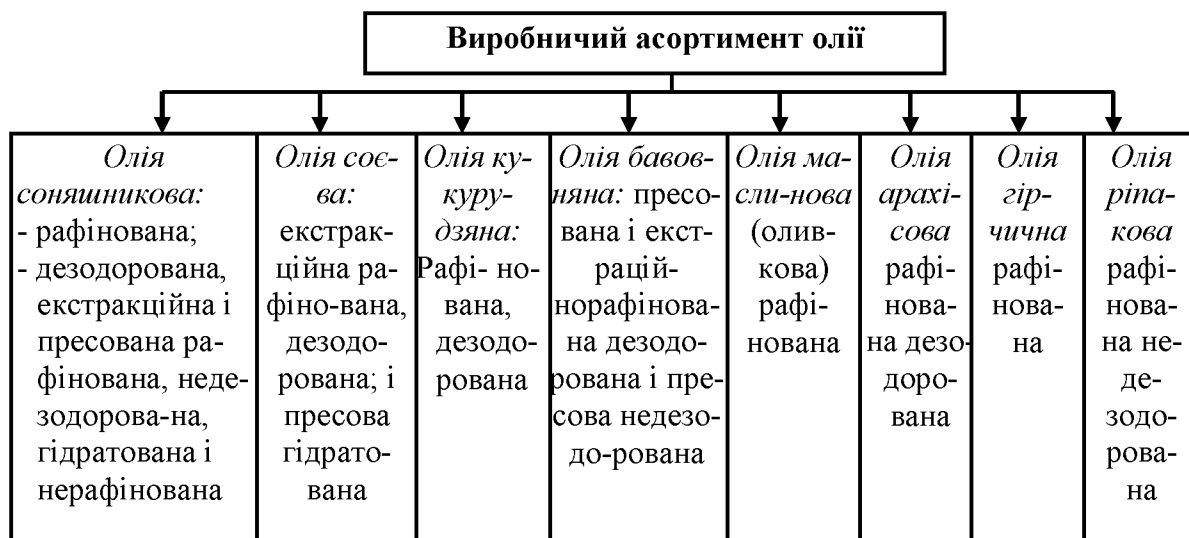 Виробничий асортимент олії
Олія
соняшникова:
- рафінована;
- дезодорована,
екстракційна і
пресована ра-
фінована, неде-
зодорова-на,
гідратована і
нерафінована
Олія соє-
ва:
екстрак-
ційна ра-
фіно-вана,
дезодо-
рована; і
пресова
гідрато-
вана
Олія ку-
куру-
дзяна:
Рафі- но-
вана,
дезодо-
рована
Олія бавов-
няна: пресо-
вана і екст-
рацій-
норафінова-
на дезодо-
рована і пре-
сова недезо-
до-рована
Олія ма-
сли-нова
(олив-
кова)
рафі-
нована
Олія
арахі-
сова
рафі-
нова-
на дезо-
доро-
вана
Олія
гір-
чична
рафі-
нова-
на
Олія
ріпа-
кова
рафі-
нова-
на не-
де-
зодо-
рова-
на